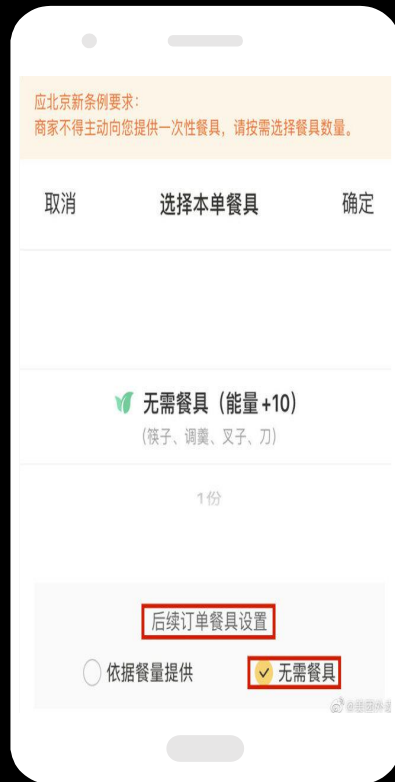 应北京新条例要求：
商家不得主动向您提供一次性餐具，请按需选择餐具数量。
取消 选择本单餐具 确定
无需餐具（能量+10）
（筷子、调羹、叉子、刀）
1份
后续订单餐具设置
依据餐量提供 无需餐具